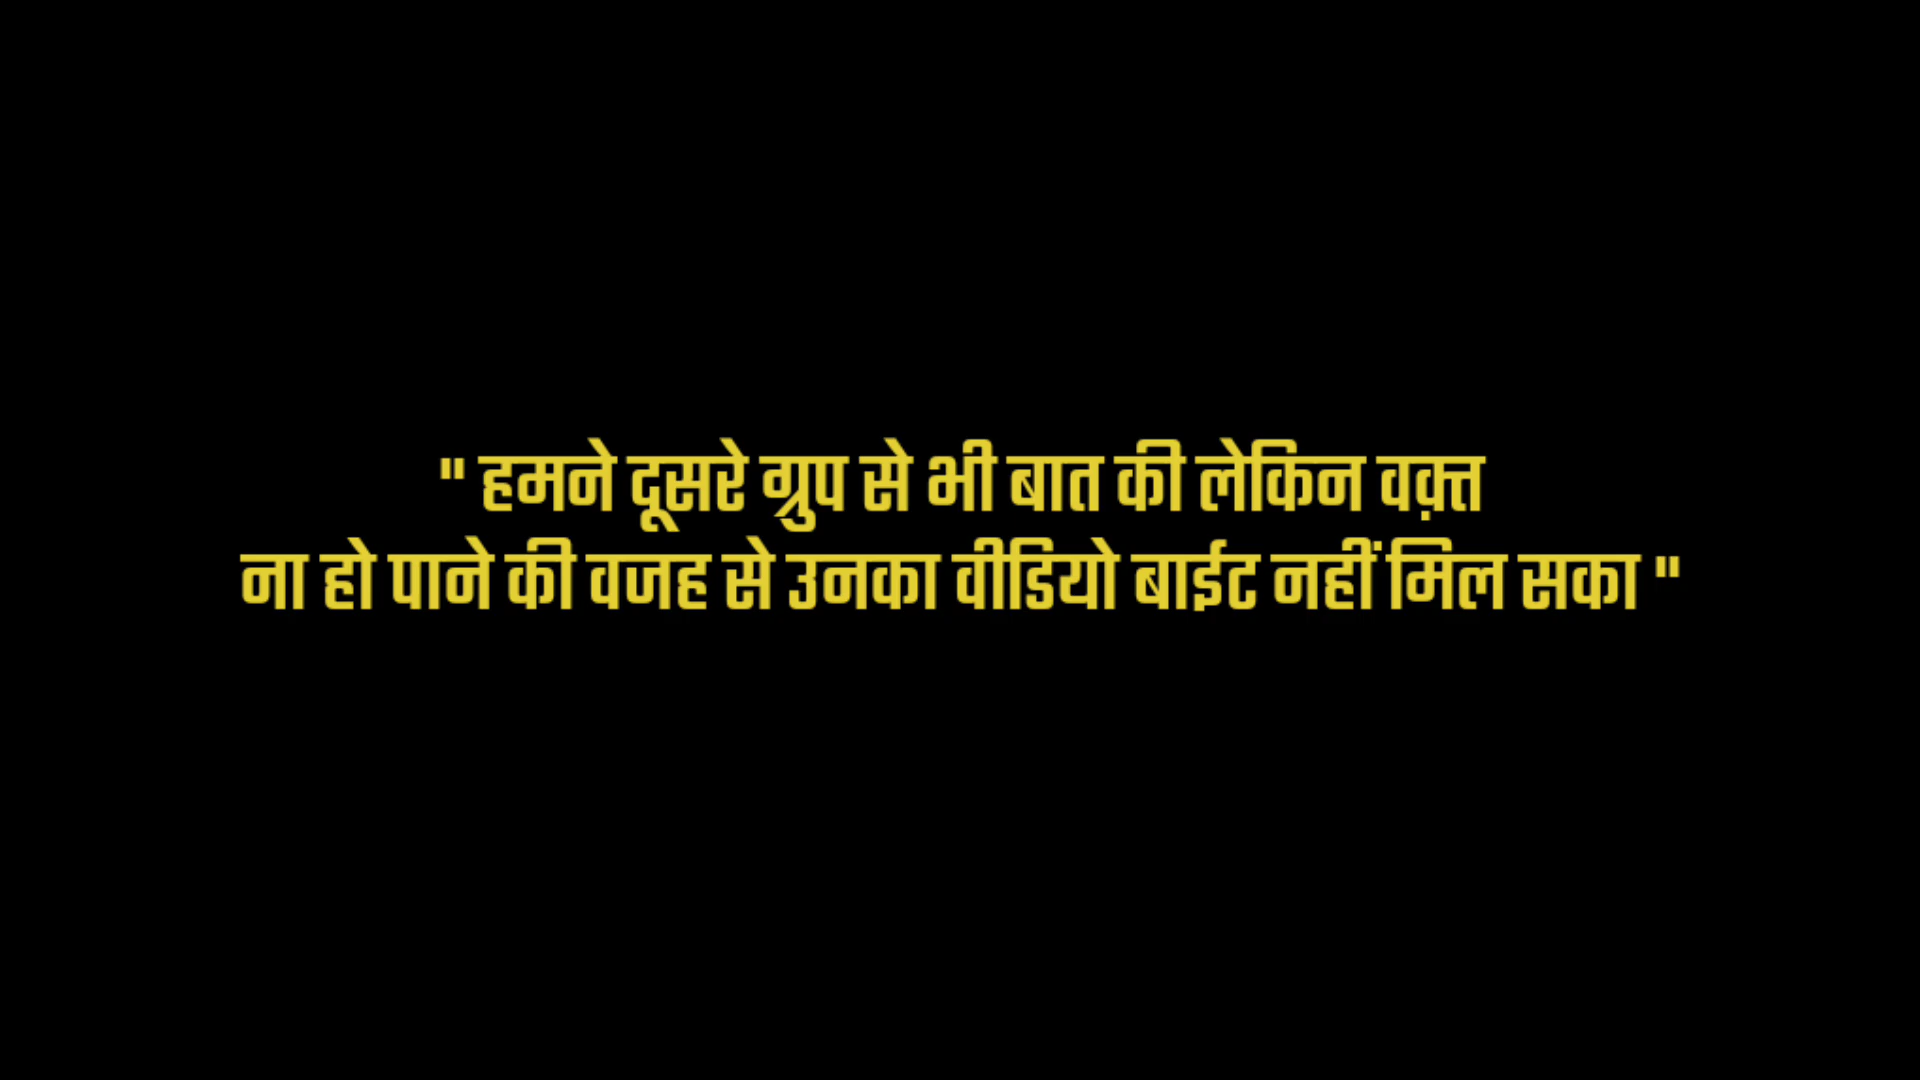 " हमने दूसरे ग्रुप से भी बात की लेकिन वक़्त
ना हो पाने की वजह से उनका वीडियो बाईट नहीं मिल सका "